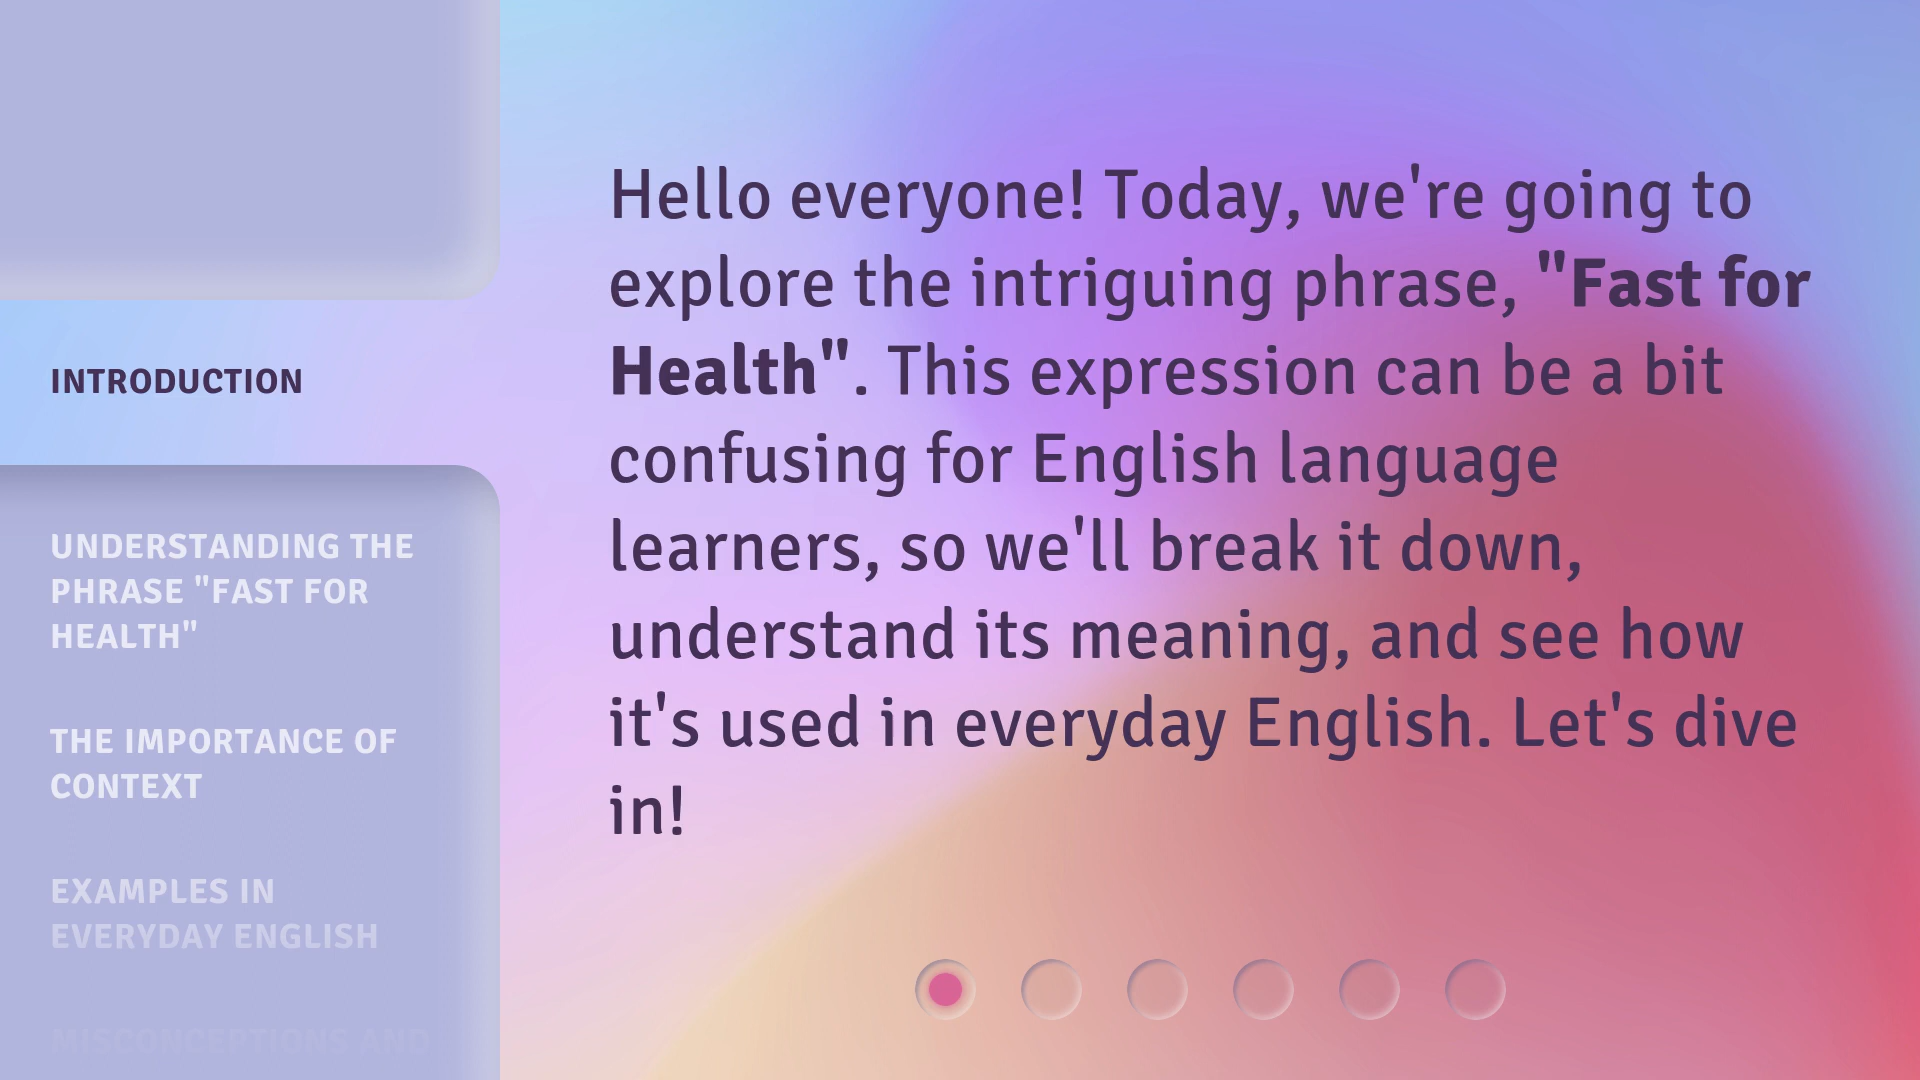 INTRODUCTION
UNDERSTANDING THE
PHRASE "FAST FOR
HEALTH"
THE IMPORTANCE OF
CONTEXT
EXAMPLES IN
EVERYDAY ENGLISH
MISCONCEPTIONS AND
Hello everyone! Today, we're going to
explore the intriguing phrase, "Fast for
Health". This expression can be a bit
confusing for English language
learners, so we'll break it down,
understand its meaning, and see how
it's used in everyday English. Let's dive
in!